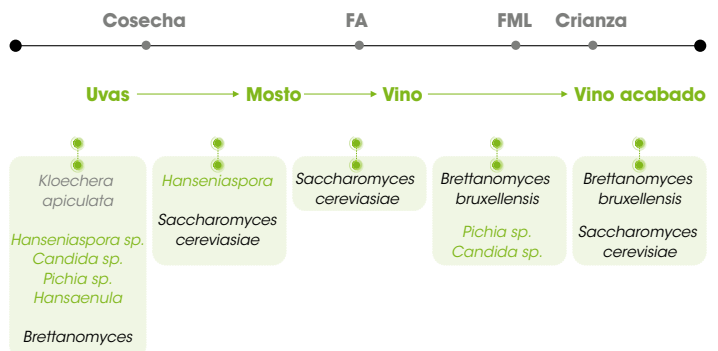 Cosecha
FA
FML
Crianza
Uvas
Mosto
Vino
Vino acabado
Kloechera
apiculata
Hanseniaspora sp.
Candida sp.
Pichia sp.
Hansaenula
Brettanomyces
Hanseniaspora
Saccharomyces
cereviasiae
Saccharomyces
cereviasiae
Brettanomyces
bruxellensis
Pichia sp.
Candida sp.
Brettanomyces
bruxellensis
Saccharomyces
cerevisiae